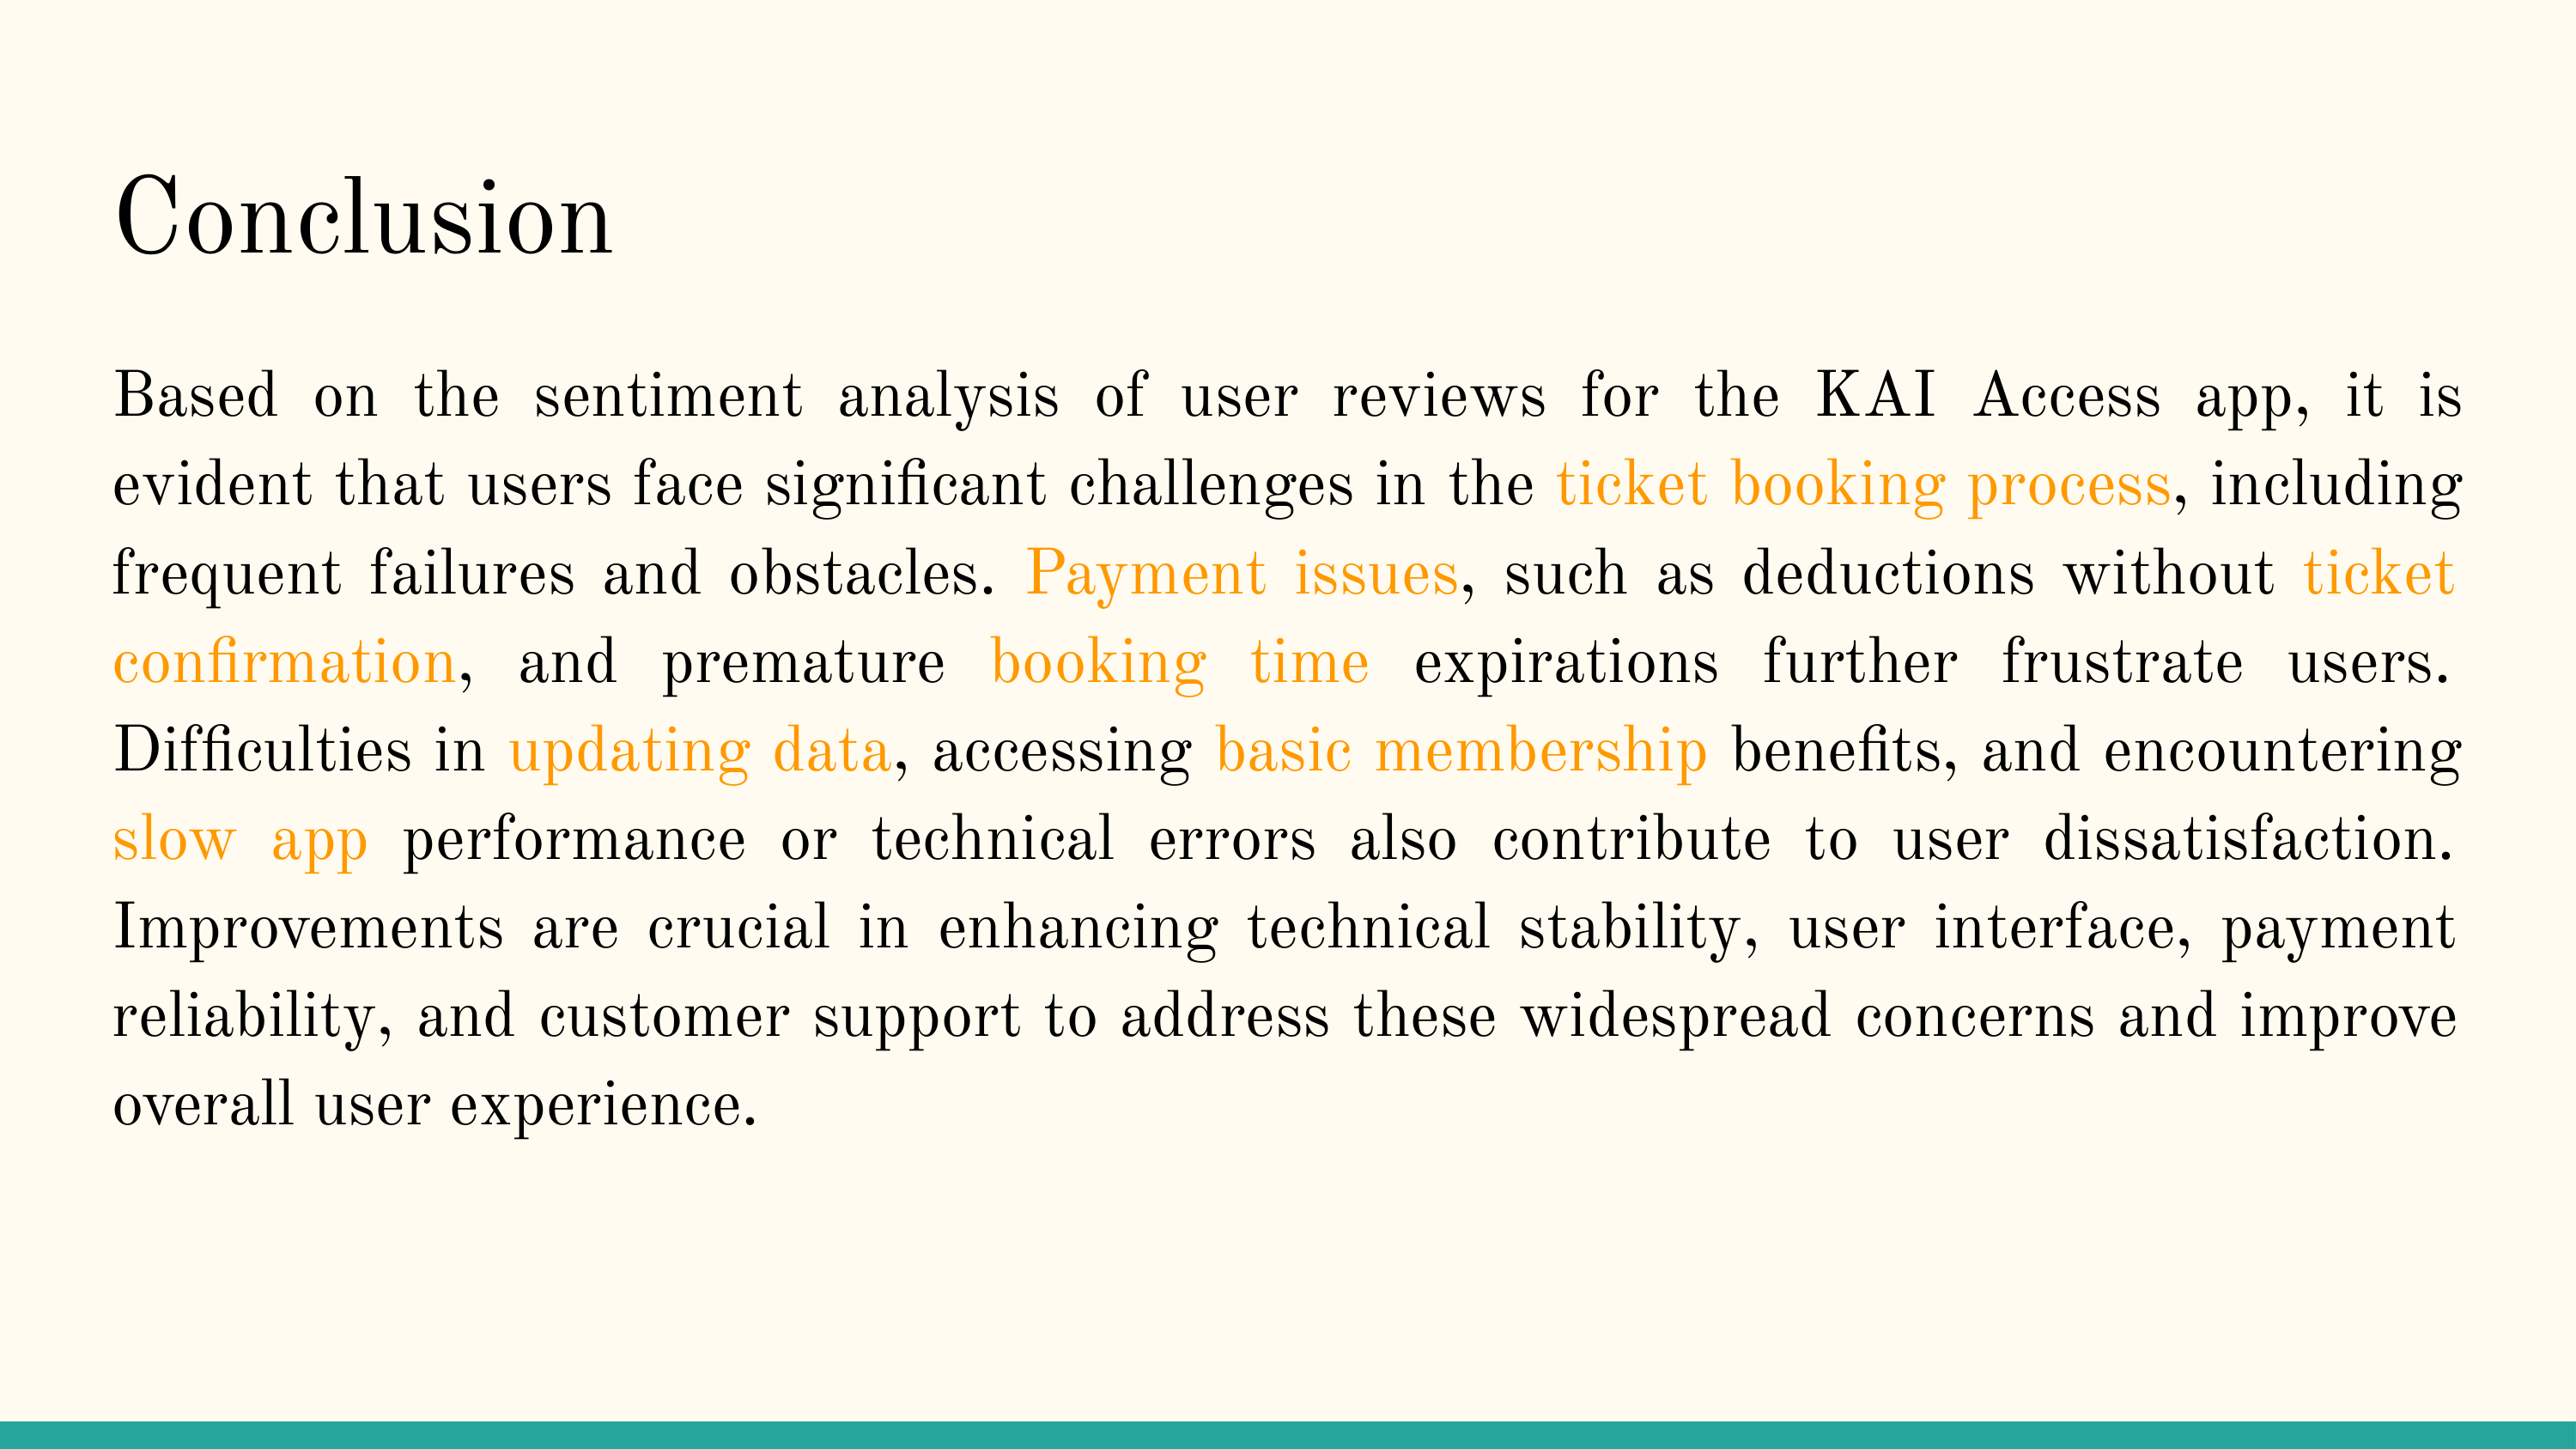 Conclusion
Based on the sentiment analysis of user reviews for the KAI Access app, it is
evident that users face significant challenges in the ticket booking process, including
frequent failures and obstacles. Payment issues, such as deductions without ticket
confirmation, and premature booking time expirations further frustrate users.
Difficulties in updating data, accessing basic membership benefits, and encountering
slow app performance or technical errors also contribute to user dissatisfaction.
Improvements are crucial in enhancing technical stability, user interface, payment
reliability, and customer support to address these widespread concerns and improve
overall user experience.